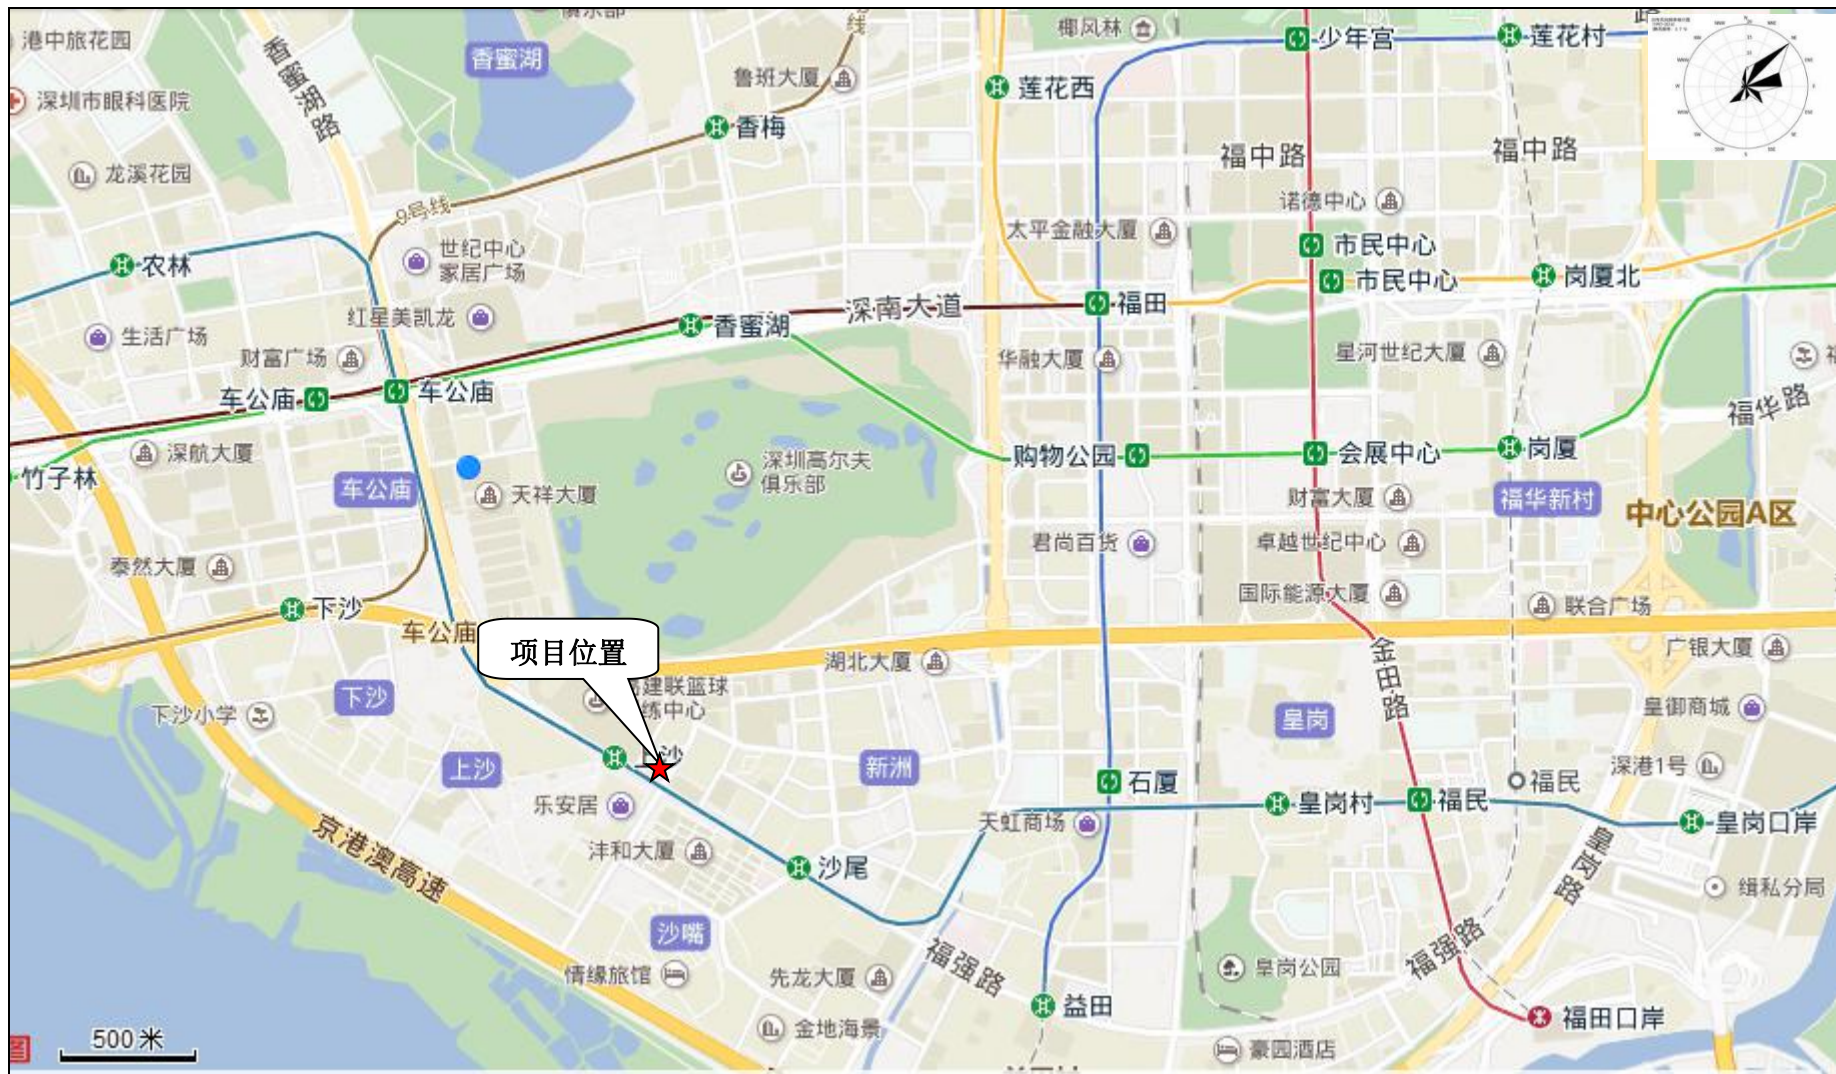 港中旅花园
香蜜湖路
香蜜湖
椰风林
少年宫
莲花村
深圳市眼科医院
鲁班大厦
莲花西
香梅
福中路
福中路
龙溪花园
诺德中心
9号线
太平金融大厦
农林
世纪中心
家居广场
市民中心
市民中心
岗厦北
生活广场
红星美凯龙
香蜜湖
深南大道
福田
财富广场
华融大厦
星河世纪大厦
车公庙
车公庙
福华路
深航大厦
竹子林
车公庙
天祥大厦
深圳高尔夫
俱乐部
购物公园
会展中心
岗厦
财富大厦
福华新村
中心公园A区
君尚百货
卓越世纪中心
泰然大厦
国际能源大厦
联合广场
下沙
车公庙
项目位置
湖北大厦
金田路
广银大厦
下沙
建联篮球
练中心
下沙小学
皇岗
皇御商城
上沙
上沙
新洲
石厦
深港1号
福民
乐安居
天虹商场
皇岗村
福民
皇岗口岸
京港澳高速
沣和大厦
沙尾
皇岗路
缉私分局
沙嘴
福强路
福强路
情缘旅馆
先龙大厦
皇岗公园
益田
金地海景
福田口岸
豪园酒店
500米